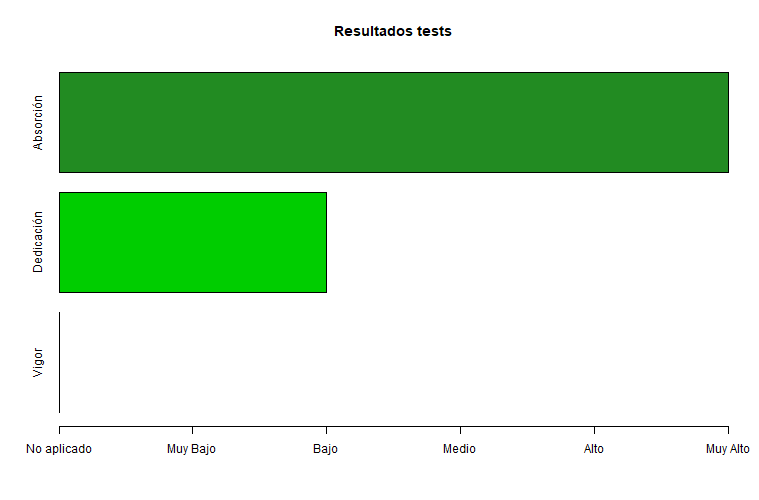 Resultados tests
Absorción
Dedicación
Vigor
No aplicado
Muy Bajo
Bajo
Medio
Alto
Muy Alto